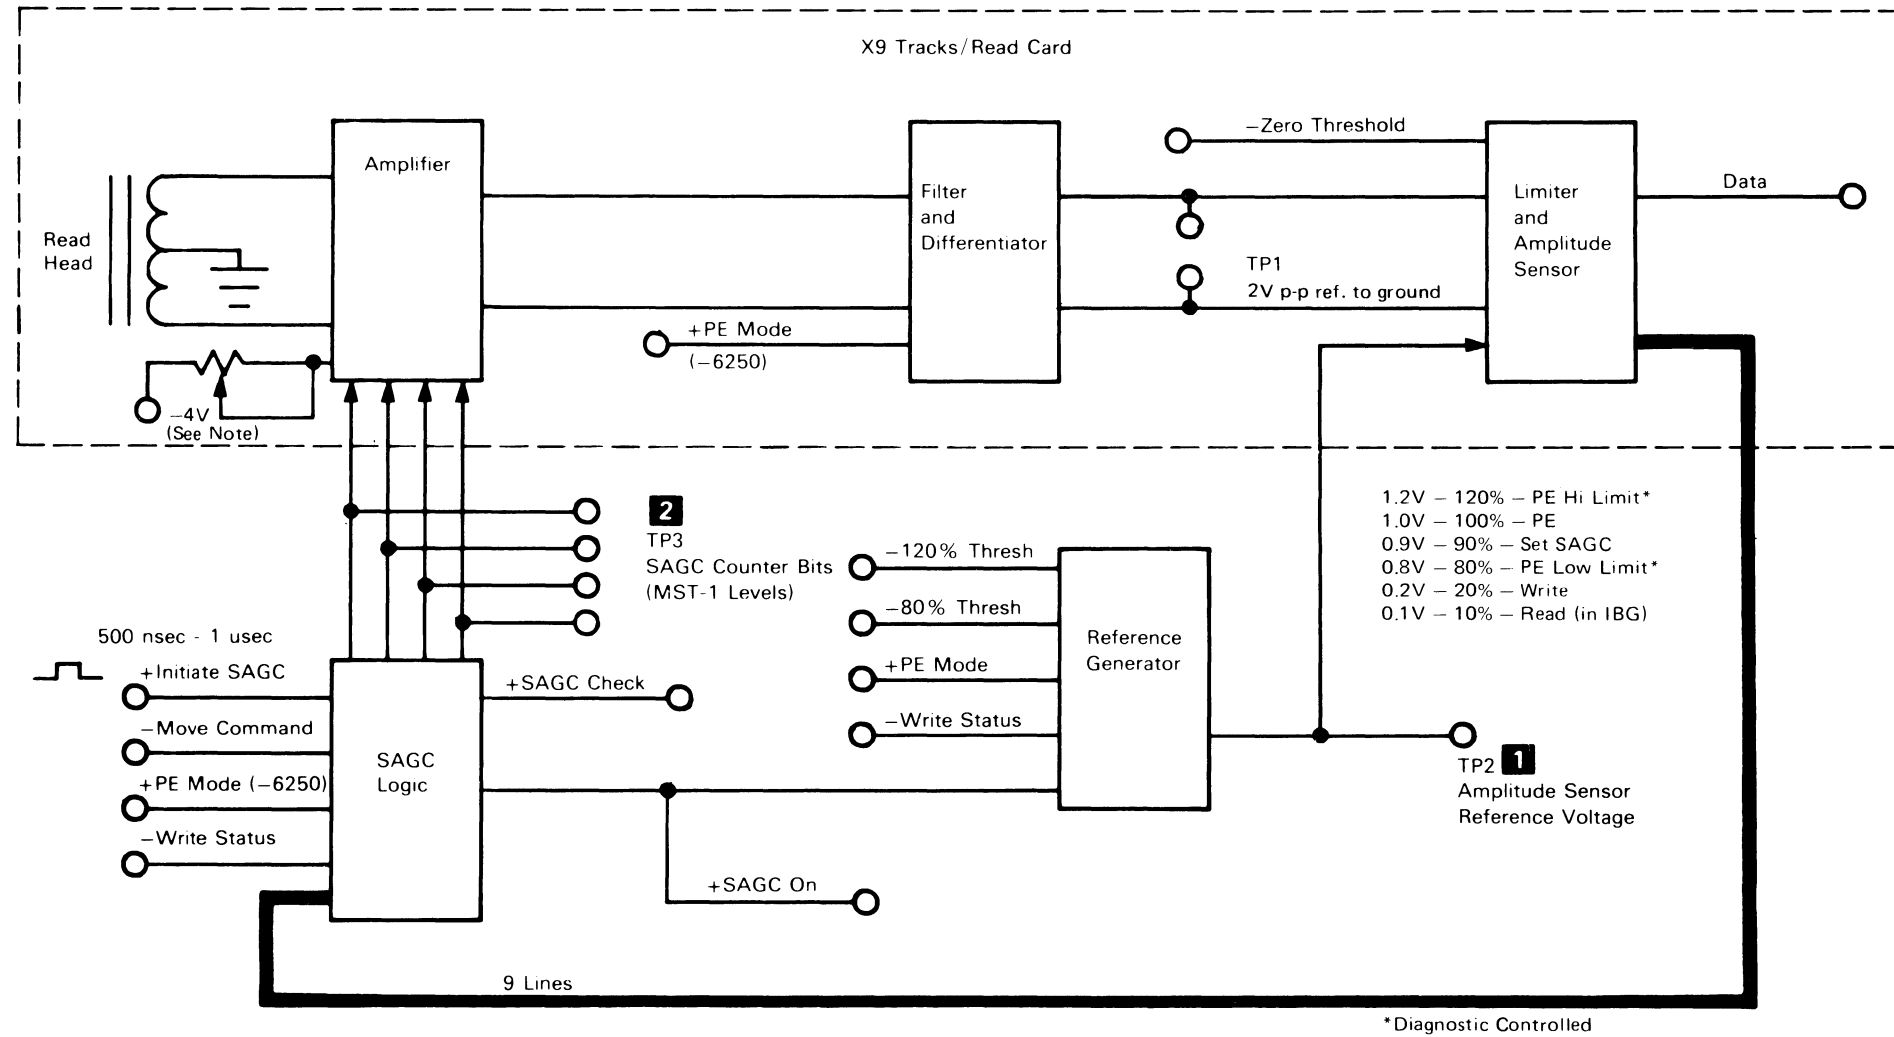 X9 Tracks/Read Card
Amplifier
Read
Head
−4V
(See Note)
Filter
and
Differentiator
+PE Mode
(−6250)
−Zero Threshold
TP1
2V p-p ref. to ground
Limiter
and
Amplitude
Sensor
Data
2
TP3
SAGC Counter Bits
(MST-1 Levels)
500 nsec - 1 usec
+Initiate SAGC
−Move Command
+PE Mode (−6250)
−Write Status
SAGC
Logic
+SAGC Check
+SAGC On
−120% Thresh
−80% Thresh
+PE Mode
−Write Status
Reference
Generator
1.2V − 120% − PE Hi Limit*
1.0V − 100% − PE
0.9V − 90% − Set SAGC
0.8V − 80% − PE Low Limit*
0.2V − 20% − Write
0.1V − 10% − Read (in IBG)
TP2 1
Amplitude Sensor
Reference Voltage
9 Lines
*Diagnostic Controlled